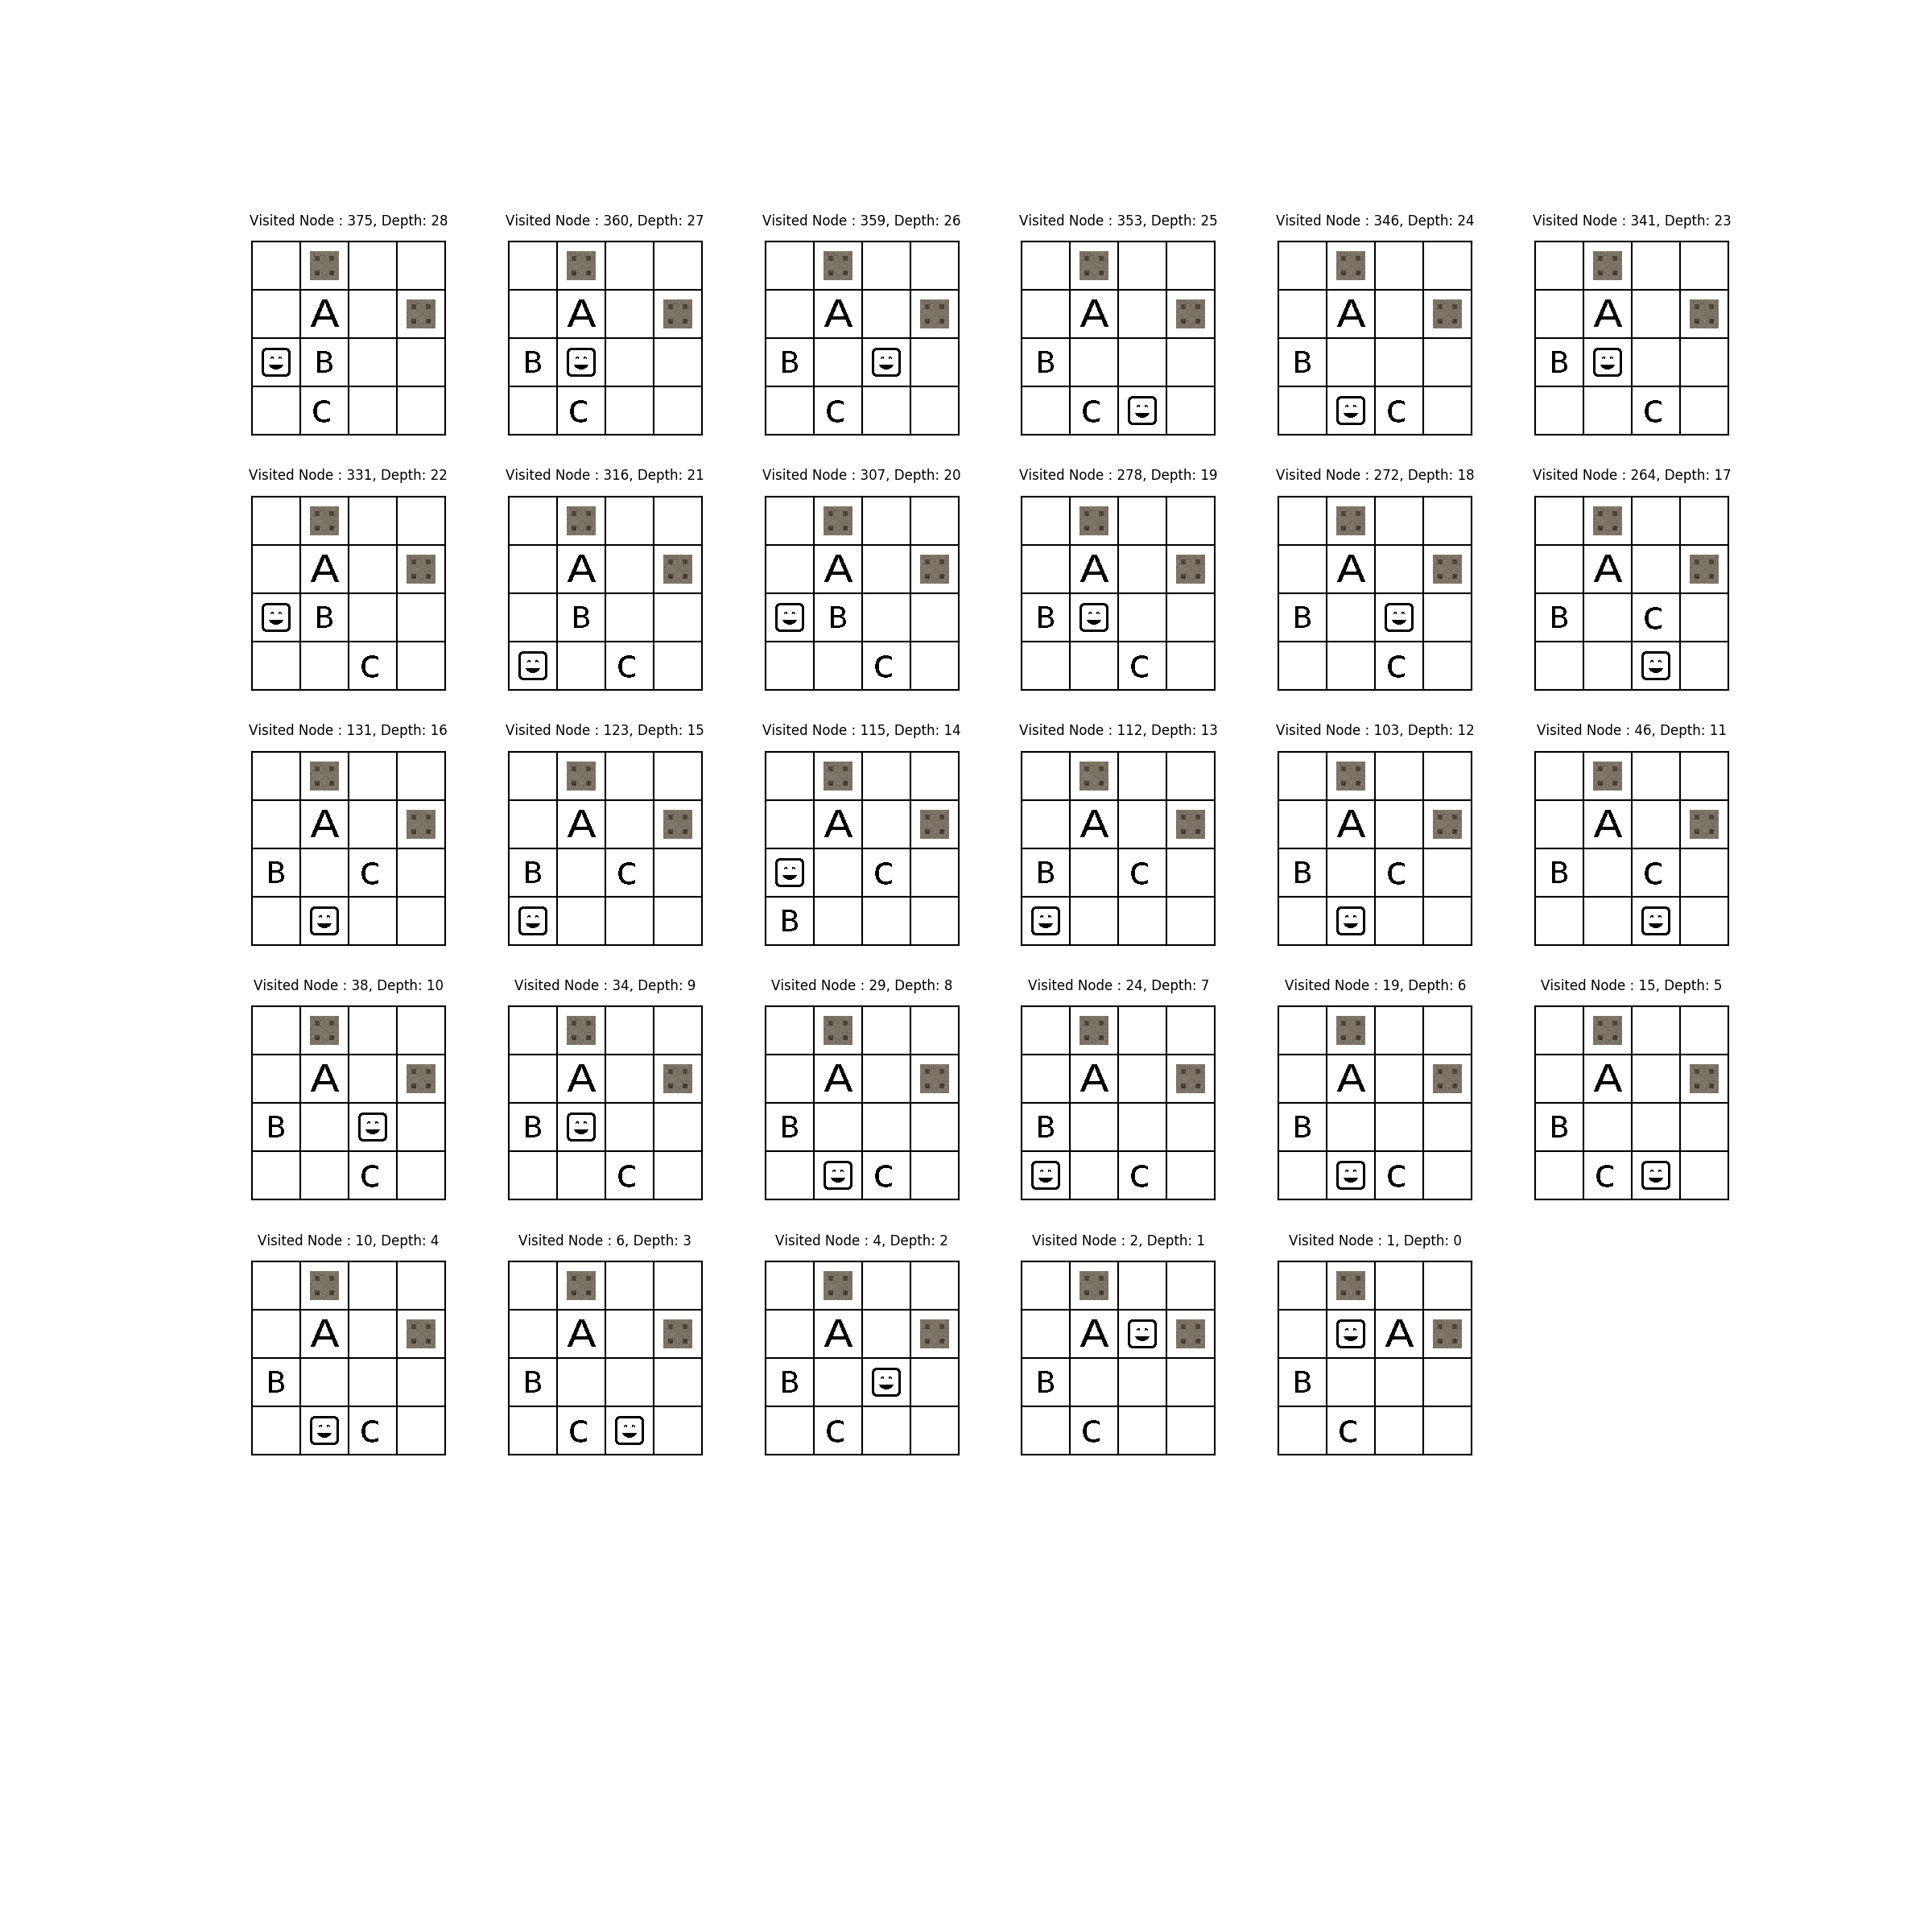 Visited Node : 375, Depth: 28
Visited Node : 360, Depth: 27
Visited Node : 359, Depth: 26
Visited Node : 353, Depth: 25
Visited Node : 346, Depth: 24
Visited Node : 341, Depth: 23
A A A A A A
B B B B B B
C C C C C C
Visited Node : 331, Depth: 22
Visited Node : 316, Depth: 21
Visited Node : 307, Depth: 20
Visited Node : 278, Depth: 19
Visited Node : 272, Depth: 18
Visited Node : 264, Depth: 17
A A A A A A
B B B B B B C
C C C C C
Visited Node : 131, Depth: 16
Visited Node : 123, Depth: 15
Visited Node : 115, Depth: 14
Visited Node : 112, Depth: 13
Visited Node : 103, Depth: 12
Visited Node : 46, Depth: 11
A A A A A A
B C B C C B C B C B C
B
Visited Node : 38, Depth: 10
Visited Node : 34, Depth: 9
Visited Node : 29, Depth: 8
Visited Node : 24, Depth: 7
Visited Node : 19, Depth: 6
Visited Node : 15, Depth: 5
A A A A A A
B B B B B B
C C C C C C
Visited Node : 10, Depth: 4
Visited Node : 6, Depth: 3
Visited Node : 4, Depth: 2
Visited Node : 2, Depth: 1
Visited Node : 1, Depth: 0
A A A A A
B B B B B
C C C C C